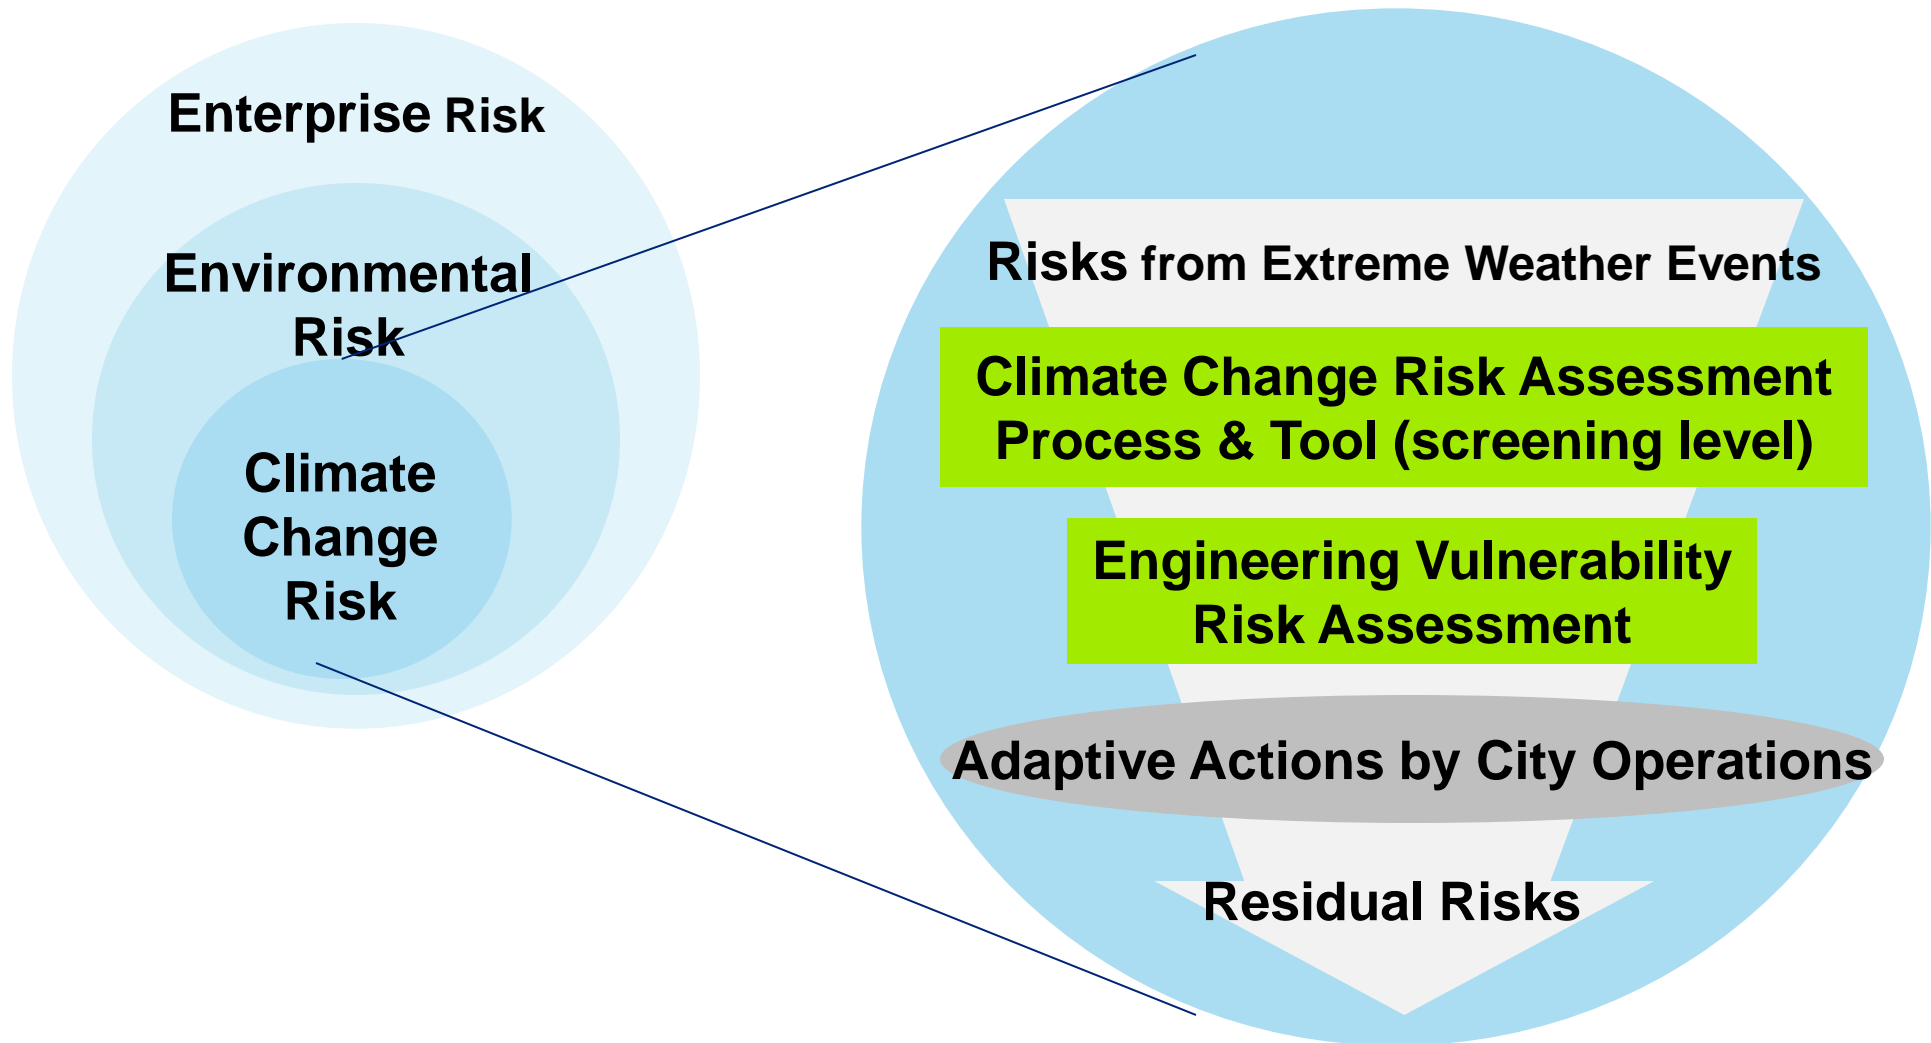 Enterprise Risk
Environmental
Risk
Climate
Change
Risk
Risks from Extreme Weather Events
Climate Change Risk Assessment
Process & Tool (screening level)
Engineering Vulnerability
Risk Assessment
Adaptive Actions by City Operations
Residual Risks